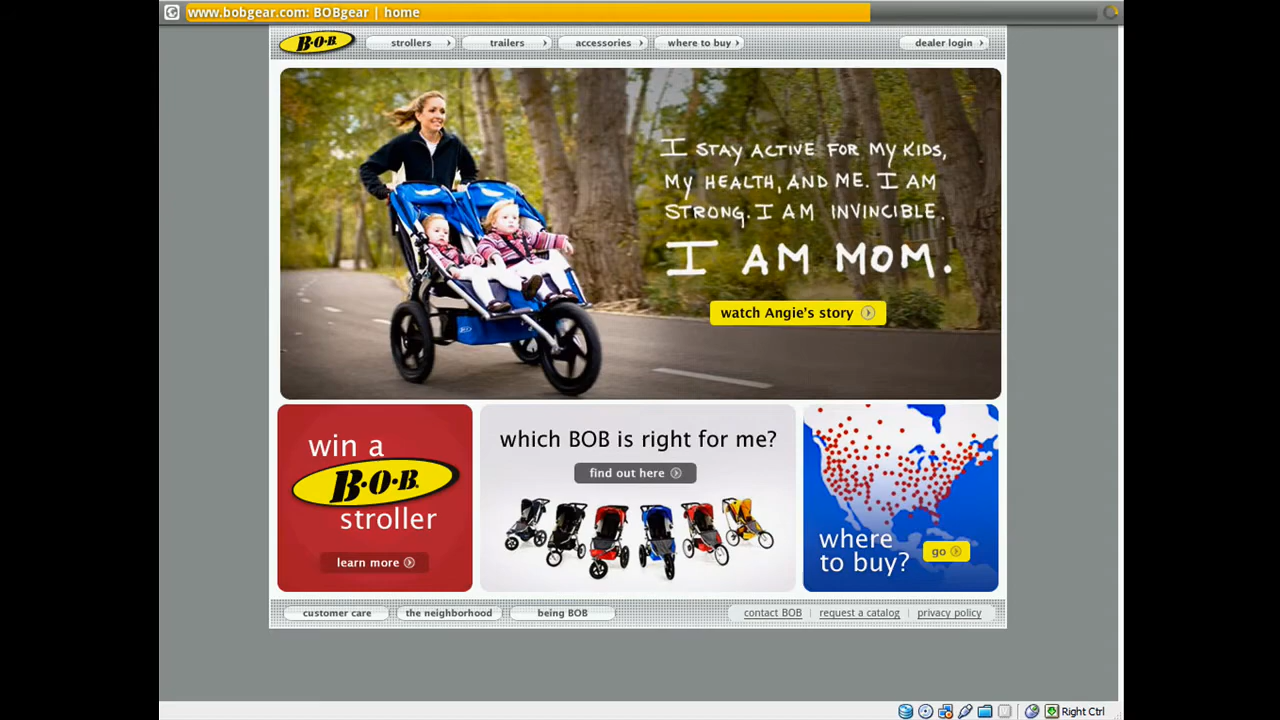 www.bobgear.com: BOBgear | home
B·O·B
strollers
trailers
accessories
where to buy
dealer login
I STAY ACTIVE FOR MY KIDS,
MY HEALTH, AND ME. I AM
STRONG. I AM INVINCIBLE.
I AM MOM.
watch Angie's story
win a
B·O·B
stroller
learn more
which BOB is right for me?
find out here
where
to buy?
go
customer care
the neighborhood
being BOB
contact BOB
request a catalog
privacy policy
Right Ctrl